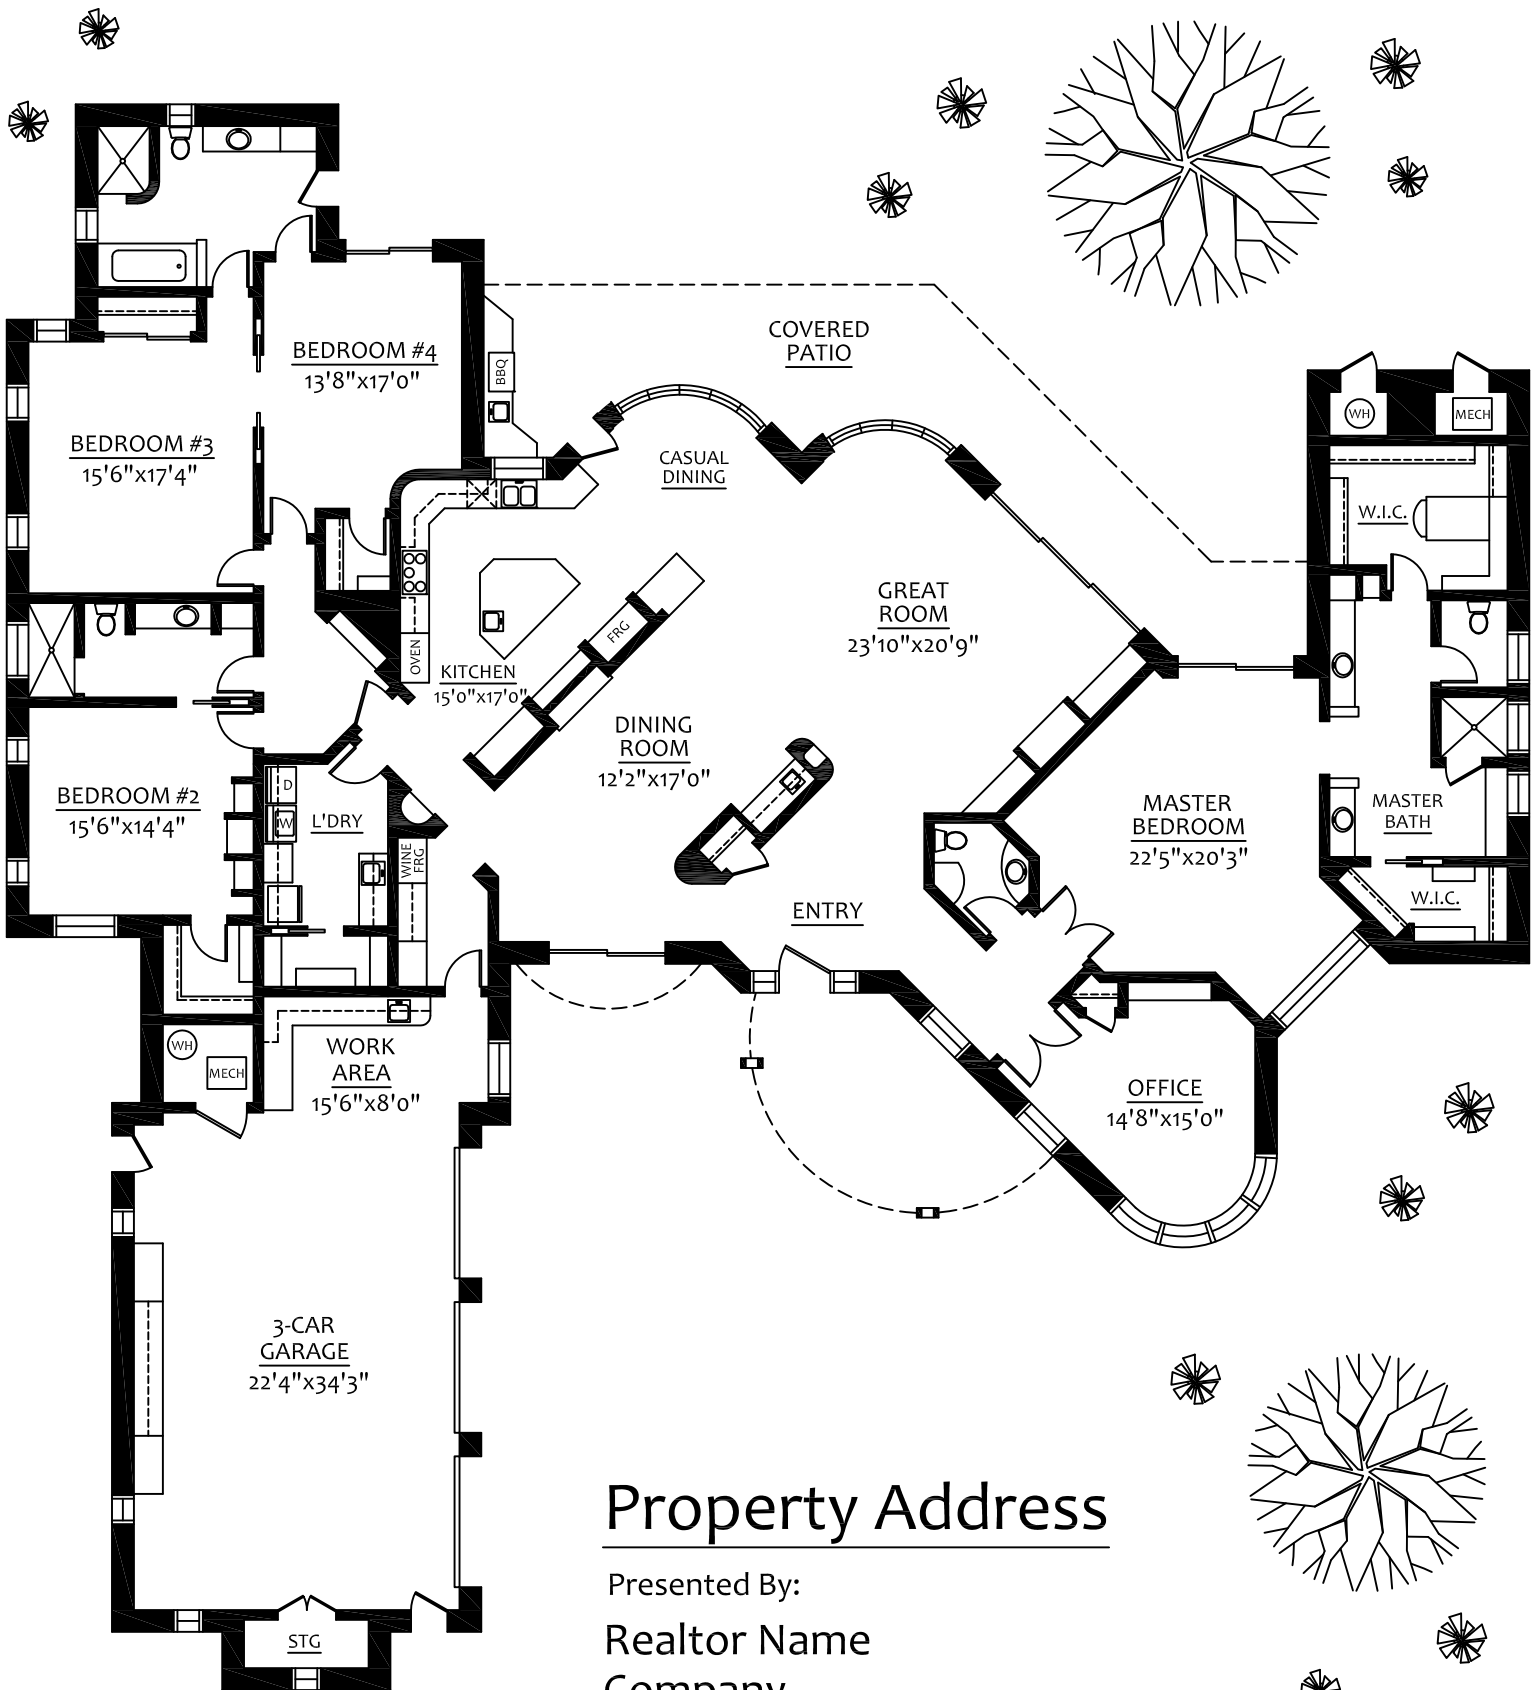 COVERED
PATIO
BEDROOM #4
13'8"x17'0"
BBQ
WH
MECH
BEDROOM #3
15'6"x17'4"
CASUAL
DINING
W.I.C.
GREAT
ROOM
23'10"x20'9"
FRG
OVEN
KITCHEN
15'0"x17'0"
DINING
ROOM
12'2"x17'0"
BEDROOM #2
15'6"x14'4"
D
W
L'DRY
WINE
FRG
MASTER
BEDROOM
22'5"x20'3"
MASTER
BATH
W.I.C.
ENTRY
WH
MECH
WORK
AREA
15'6"x8'0"
OFFICE
14'8"x15'0"
3-CAR
GARAGE
22'4"x34'3"
STG
Property Address
Presented By:
Realtor Name
Company